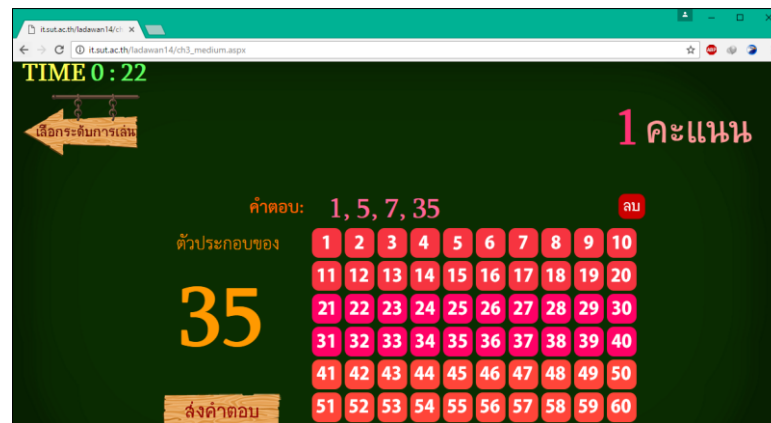 it.sut.ac.th/ladawan14/ch
it.sut.ac.th/ladawan14/ch3_medium.aspx
TIME 0 : 22
เลือกระดับการเล่น
1 คะแนน
คำตอบ: 1, 5, 7, 35 ลบ
ตัวประกอบของ
35
1 2 3 4 5 6 7 8 9 10
11 12 13 14 15 16 17 18 19 20
21 22 23 24 25 26 27 28 29 30
31 32 33 34 35 36 37 38 39 40
41 42 43 44 45 46 47 48 49 50
51 52 53 54 55 56 57 58 59 60
ส่งคำตอบ